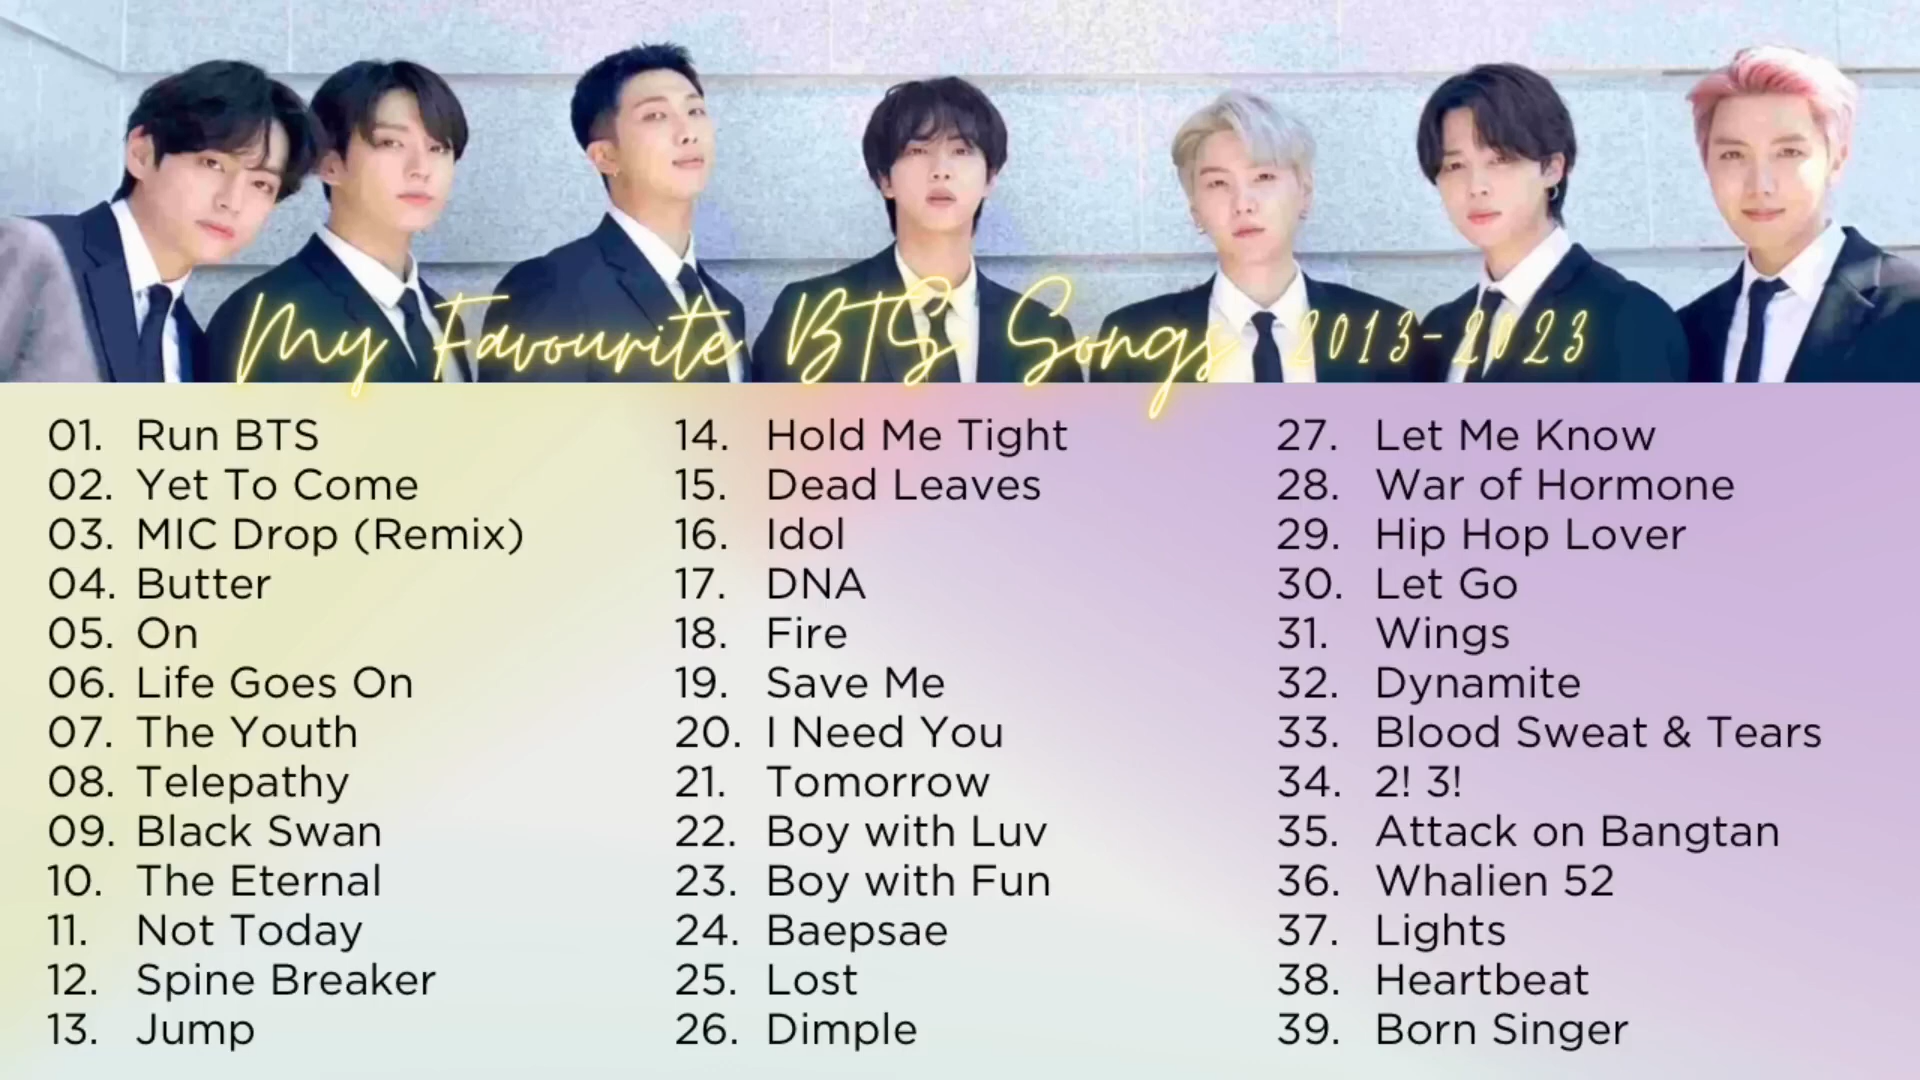 My Favourite BTS Songs 2013-2023
01. Run BTS
02. Yet To Come
03. MIC Drop (Remix)
04. Butter
05. On
06. Life Goes On
07. The Youth
08. Telepathy
09. Black Swan
10. The Eternal
11. Not Today
12. Spine Breaker
13. Jump
14. Hold Me Tight
15. Dead Leaves
16. Idol
17. DNA
18. Fire
19. Save Me
20. I Need You
21. Tomorrow
22. Boy with Luv
23. Boy with Fun
24. Baepsae
25. Lost
26. Dimple
27. Let Me Know
28. War of Hormone
29. Hip Hop Lover
30. Let Go
31. Wings
32. Dynamite
33. Blood Sweat & Tears
34. 2! 3!
35. Attack on Bangtan
36. Whalien 52
37. Lights
38. Heartbeat
39. Born Singer